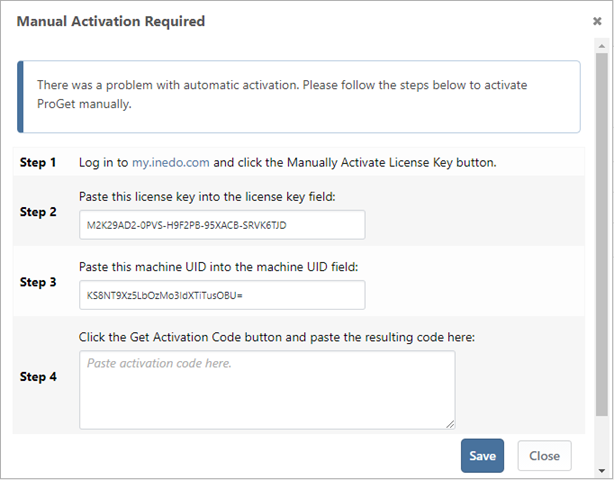 Manual Activation Required
There was a problem with automatic activation. Please follow the steps below to activate
ProGet manually.
Step 1 Log in to my.inedo.com and click the Manually Activate License Key button.
Paste this license key into the license key field:
Step 2
M2K29AD2-0PVS-H9F2PB-95XACB-SRVK6TJD
Paste this machine UID into the machine UID field:
Step 3
KS8NT9Xz5LbOzMo3IdXTiTusOBU=
Click the Get Activation Code button and paste the resulting code here:
Paste activation code here.
Step 4
Save Close